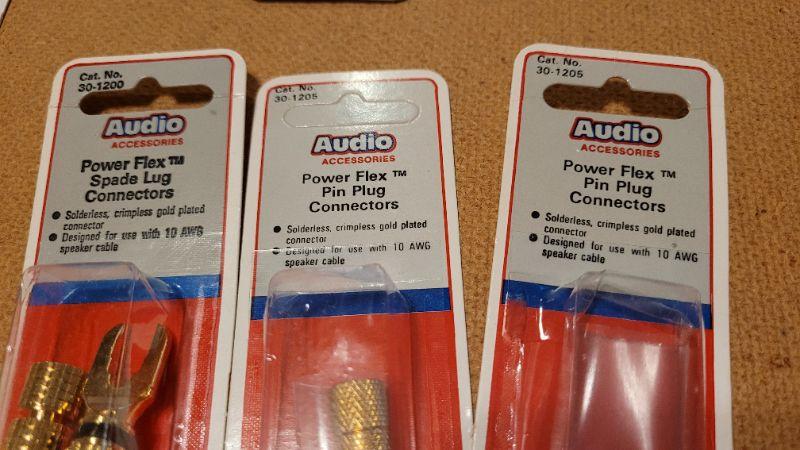 Cat. No.
30-1200
Audio
ACCESSORIES
Power Flex ™
Spade Lug
Connectors
● Solderless, crimpless gold plated
connector
● Designed for use with 10 AWG
speaker cable
Cat. No.
30-1205
Audio
ACCESSORIES
Power Flex ™
Pin Plug
Connectors
● Solderless, crimpless gold plated
connector
● Designed for use with 10 AWG
speaker cable
Cat. No.
30-1205
Audio
ACCESSORIES
Power Flex ™
Pin Plug
Connectors
● Solderless, crimpless gold plated
connector
● Designed for use with 10 AWG
speaker cable